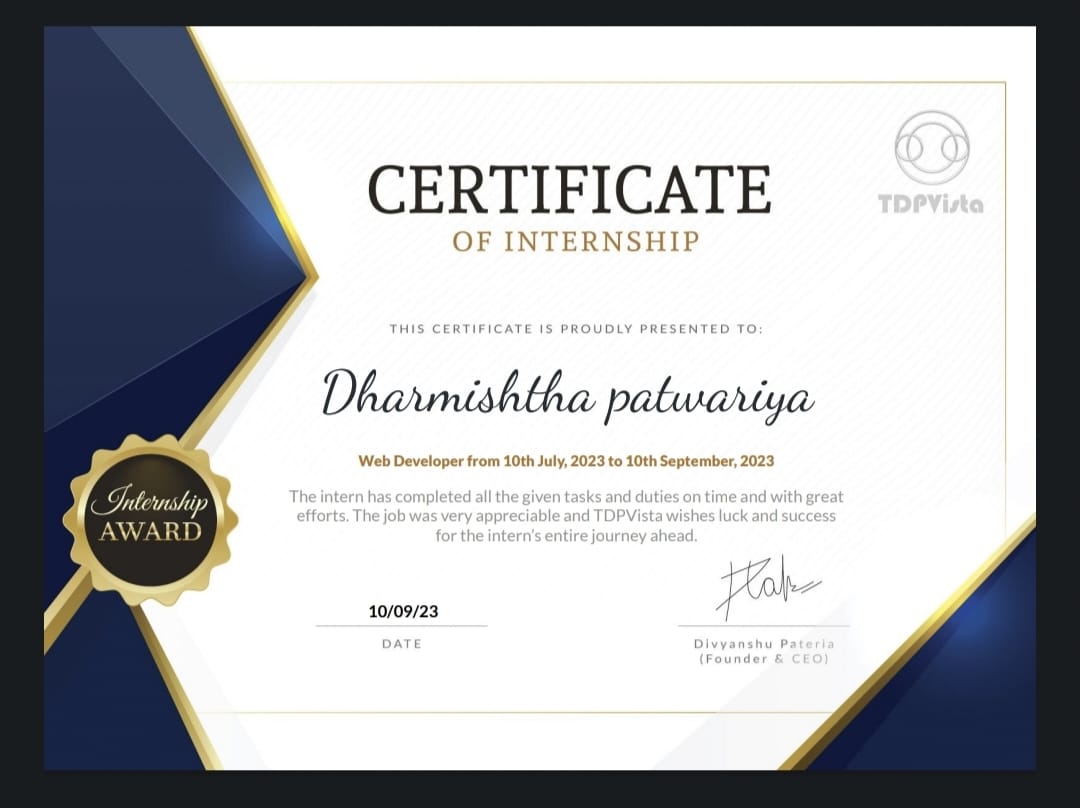 TDPVista
CERTIFICATE
OF INTERNSHIP
THIS CERTIFICATE IS PROUDLY PRESENTED TO:
Dharmishtha patwariya
Web Developer from 10th July, 2023 to 10th September, 2023
The intern has completed all the given tasks and duties on time and with great
efforts. The job was very appreciable and TDPVista wishes luck and success
for the intern's entire journey ahead.
Internship
AWARD
10/09/23
DATE
Divyanshu Pateria
(Founder & CEO)